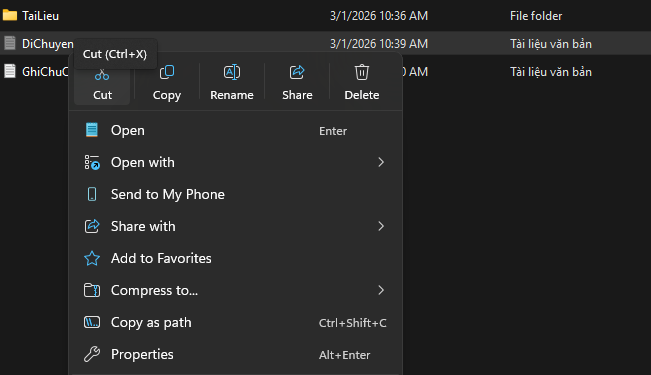 TaiLieu 3/1/2026 10:36 AM File folder
DiChuyen 3/1/2026 10:39 AM Tài liệu văn bản
Cut (Ctrl+X)
GhiChu 0 AM Tài liệu văn bản
Cut Copy Rename Share Delete
Open Enter
Open with
Send to My Phone
Share with
Add to Favorites
Compress to...
Copy as path Ctrl+Shift+C
Properties Alt+Enter